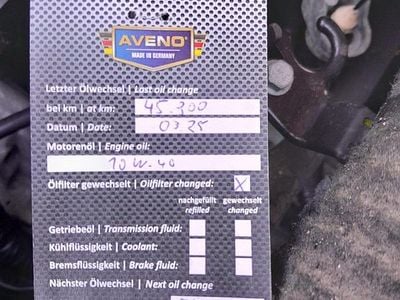 AVENO
MADE IN GERMANY
Letzter Ölwechsel | Last oil change
bei km: | at km: 45.200
Datum | Date: 03 25
Motorenöl | Engine oil:
10 W-40
Ölfilter gewechselt | Oilfilter changed: X
nachgefüllt gewechselt
refilled changed
Getriebeöl | Transmission fluid:
Kühlflüssigkeit | Coolant:
Bremsflüssigkeit | Brake fluid:
Nächster Ölwechsel | Next oil change